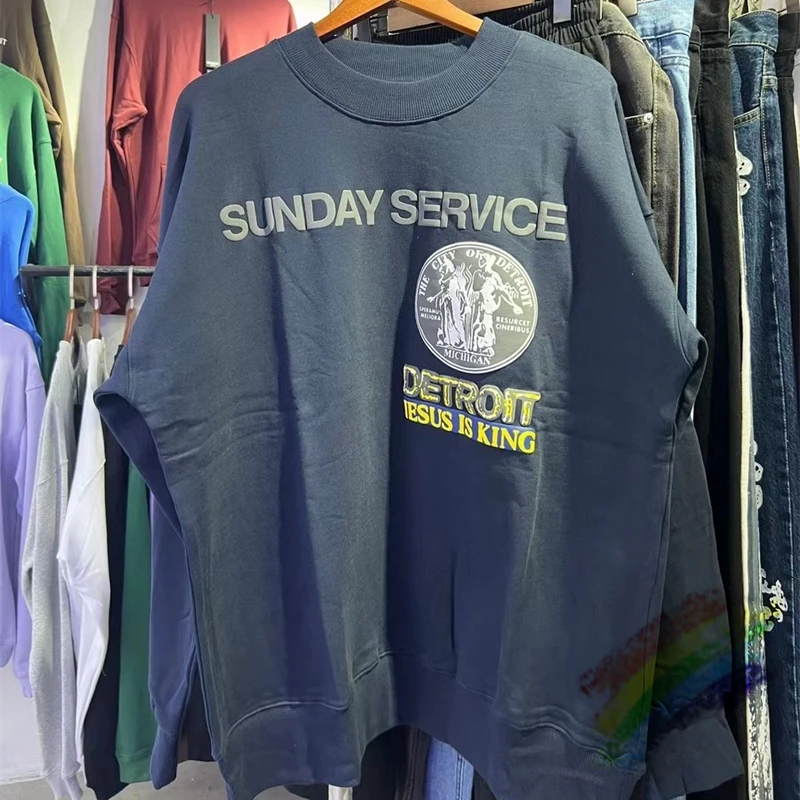 SUNDAY SERVICE
THE CITY OF DETROIT
SPERAMUS
MELIORA
RESURGET
CINERIBUS
MICHIGAN
DETROIT
JESUS IS KING